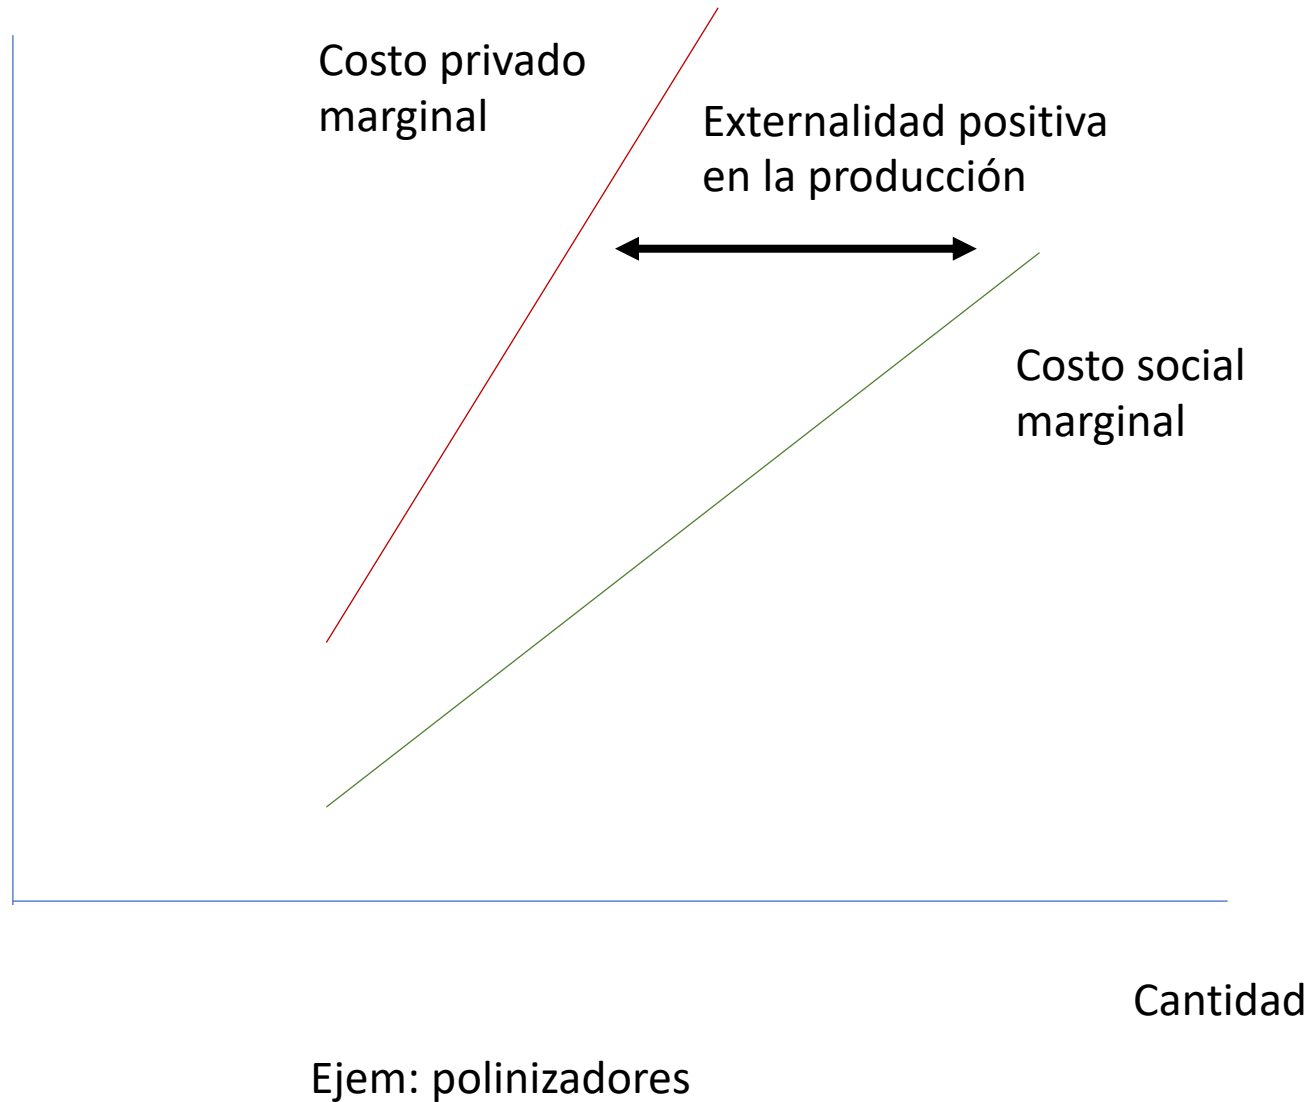 Costo privado
marginal
Externalidad positiva
en la producción
Costo social
marginal
Cantidad
Ejem: polinizadores